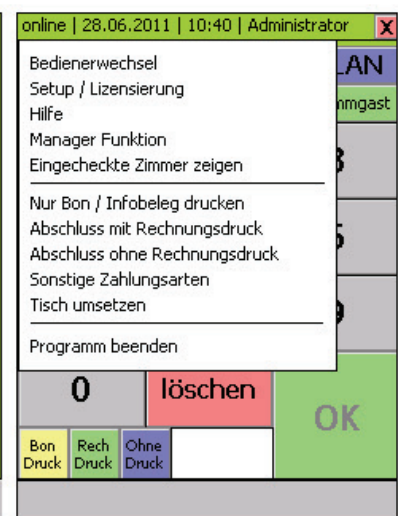 online | 28.06.2011 | 10:40 | Administrator X
Bedienerwechsel
Setup / Lizensierung
Hilfe
Manager Funktion
Eingecheckte Zimmer zeigen
Nur Bon / Infobeleg drucken
Abschluss mit Rechnungsdruck
Abschluss ohne Rechnungsdruck
Sonstige Zahlungsarten
Tisch umsetzen
Programm beenden
LAN
mmgast
0 löschen OK
Bon Druck
Rech Druck
Ohne Druck